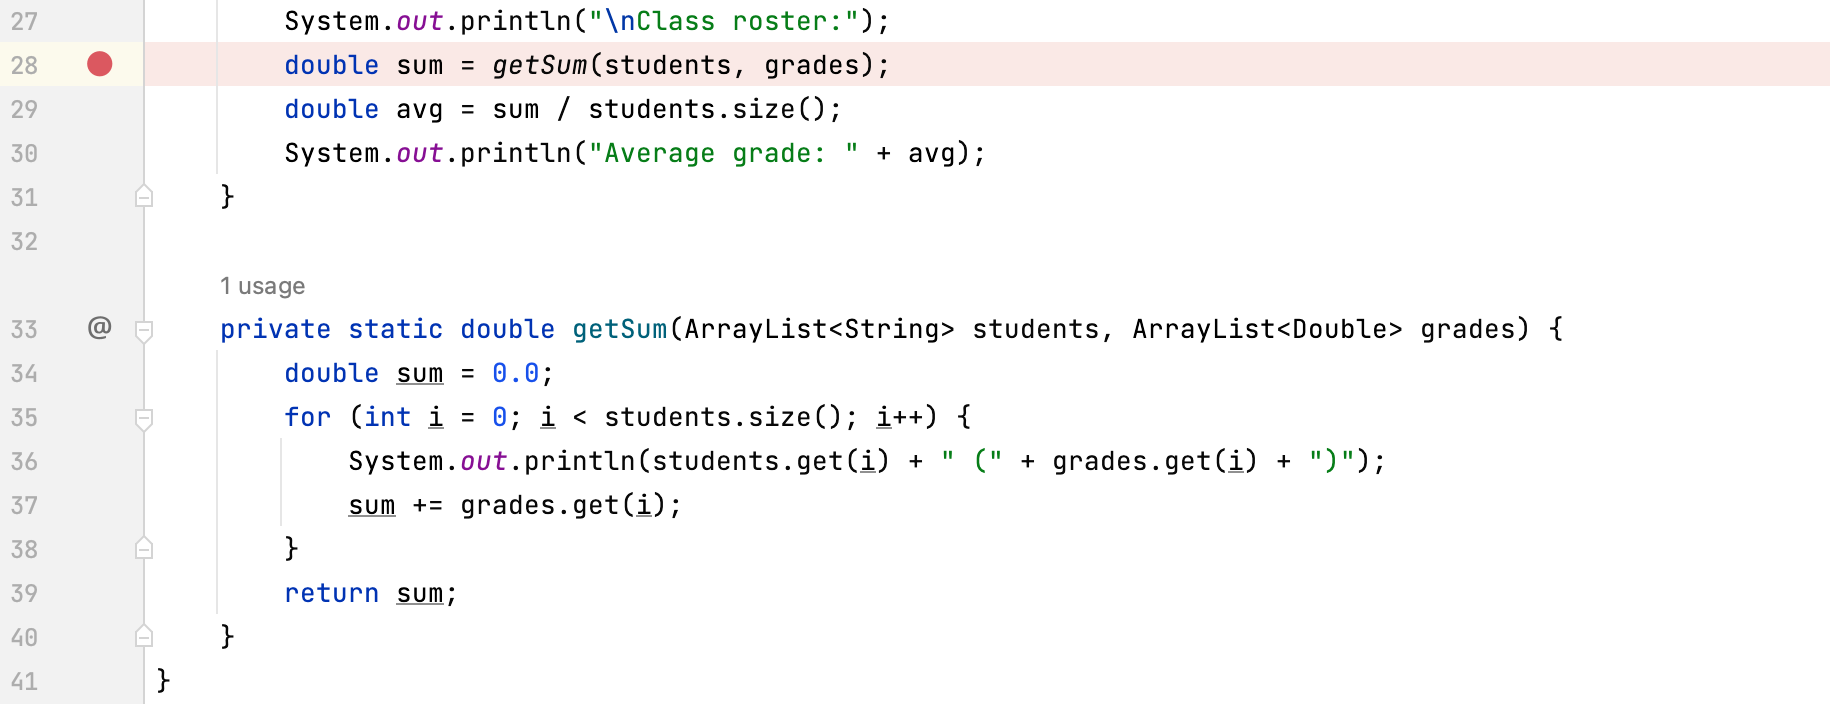 27 System.out.println("\nClass roster:");
28 double sum = getSum(students, grades);
29 double avg = sum / students.size();
30 System.out.println("Average grade: " + avg);
31 }
32
1 usage
33 @ private static double getSum(ArrayList<String> students, ArrayList<Double> grades) {
34 double sum = 0.0;
35 for (int i = 0; i < students.size(); i++) {
36 System.out.println(students.get(i) + " (" + grades.get(i) + ")");
37 sum += grades.get(i);
38 }
39 return sum;
40 }
41 }